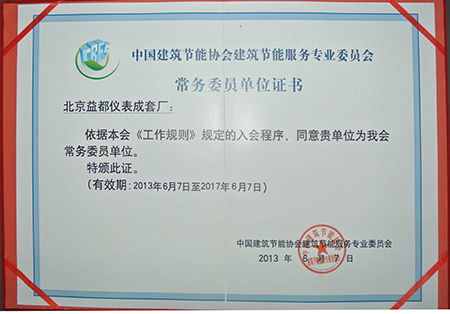 中国建筑节能协会建筑节能服务专业委员会
常务委员单位证书
北京益都仪表成套厂：
依据本会《工作规则》规定的入会程序，同意贵单位为我会
常务委员单位。
特颁此证。
(有效期：2013年6月7日至2017年6月7日)
中国建筑节能协会建筑节能服务专业委员会
2013 年 6 月 7 日